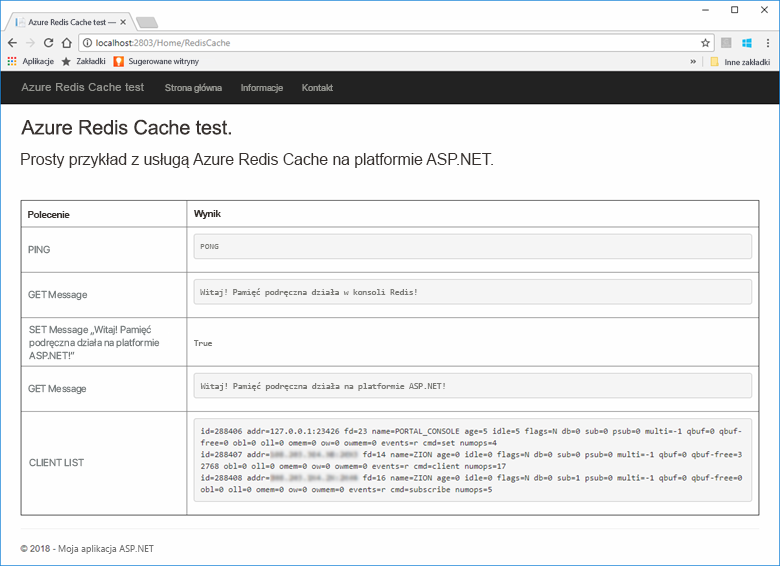 Azure Redis Cache test —
localhost:2803/Home/RedisCache
Aplikacje Zakładki Sugerowane witryny » Inne zakładki
Azure Redis Cache test Strona główna Informacje Kontakt
Azure Redis Cache test.
Prosty przykład z usługą Azure Redis Cache na platformie ASP.NET.
Polecenie Wynik
PING PONG
GET Message Witaj! Pamięć podręczna działa w konsoli Redis!
SET Message „Witaj! Pamięć
podręczna działa na platformie
ASP.NET!”
True
GET Message Witaj! Pamięć podręczna działa na platformie ASP.NET!
CLIENT LIST
id=288406 addr=127.0.0.1:23426 fd=23 name=PORTAL_CONSOLE age=5 idle=5 flags=N db=0 sub=0 psub=0 multi=-1 qbuf=0 qbuf-
free=0 obl=0 oll=0 omem=0 ow=0 owmem=0 events=r cmd=set numops=4
id=288407 addr= fd=14 name=ZION age=0 idle=0 flags=N db=0 sub=0 psub=0 multi=-1 qbuf=0 qbuf-free=3
2768 obl=0 oll=0 omem=0 ow=0 owmem=0 events=r cmd=client numops=17
id=288408 addr= fd=16 name=ZION age=0 idle=0 flags=N db=0 sub=1 psub=0 multi=-1 qbuf=0 qbuf-free=0
obl=0 oll=0 omem=0 ow=0 owmem=0 events=r cmd=subscribe numops=5
© 2018 - Moja aplikacja ASP.NET